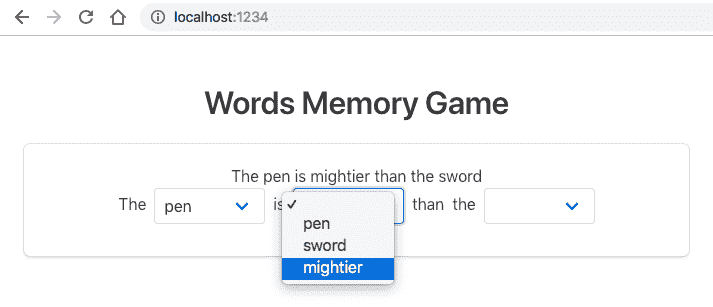 localhost:1234
Words Memory Game
The pen is mightier than the sword
The pen is than the
pen
sword
mightier